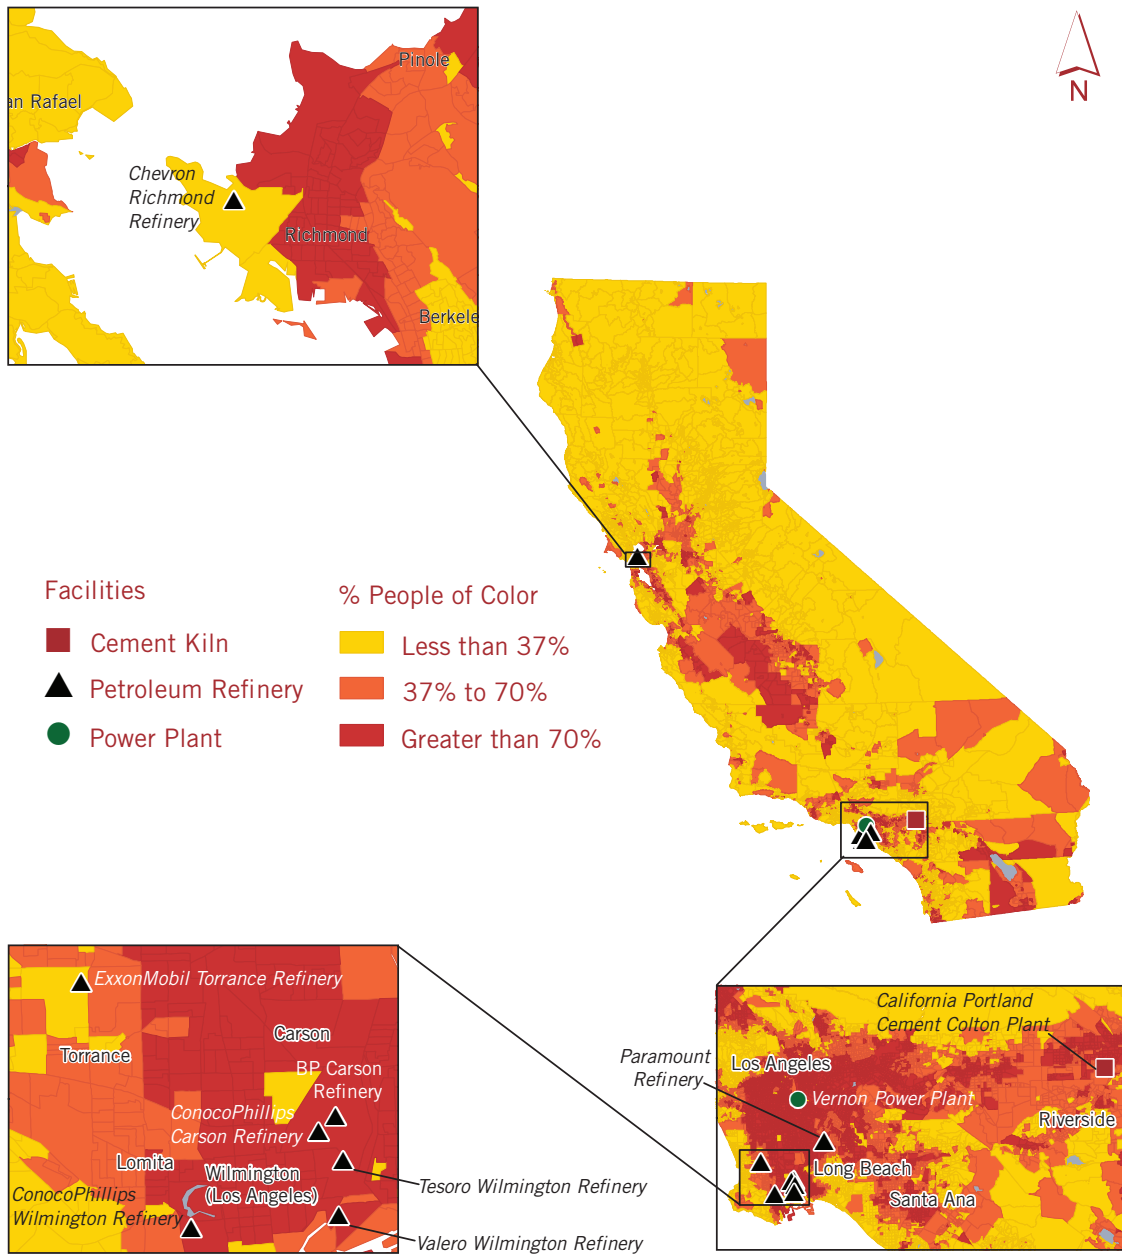 Pinole
an Rafael
Chevron
Richmond
Refinery
Richmond
Berkele
N
Facilities
Cement Kiln
Petroleum Refinery
Power Plant
% People of Color
Less than 37%
37% to 70%
Greater than 70%
ExxonMobil Torrance Refinery
Carson
Torrance
BP Carson
Refinery
ConocoPhillips
Carson Refinery
Lomita
Wilmington
(Los Angeles)
ConocoPhillips
Wilmington Refinery
Tesoro Wilmington Refinery
Valero Wilmington Refinery
California Portland
Cement Colton Plant
Paramount
Refinery
Los Angeles
Vernon Power Plant
Riverside
Long Beach
Santa Ana